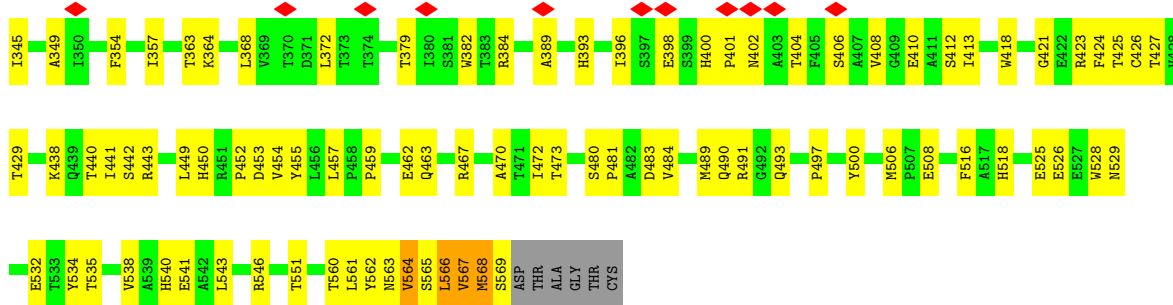 I345 A349 I350 F354 I357 T363 K364 L368 V369 T370 D371 L372 T373 T374 T379 I380 S381 W382 T383 R384 A389 H393 I396 S397 E398 S399 H400 P401 N402 A403 T404 F405 S406 A407 V408 G409 E410 A411 S412 I413 W418 G421 E422 R423 F424 T425 C426 T427
T429 K438 Q439 T440 I441 S442 R443 L449 H450 R451 P452 D453 V454 Y455 L456 L457 P458 P459 E462 Q463 R467 A470 T471 I472 T473 S480 P481 A482 D483 V484 M489 Q490 R491 G492 Q493 P497 Y500 M506 P507 E508 F516 A517 H518 E525 E526 E527 W528 N529
E532 T533 Y534 T535 V538 A539 H540 E541 A542 L543 R546 T551 T560 L561 Y562 N563 V564 S565 L566 V567 M568 S569 ASP THR ALA GLY THR CYS